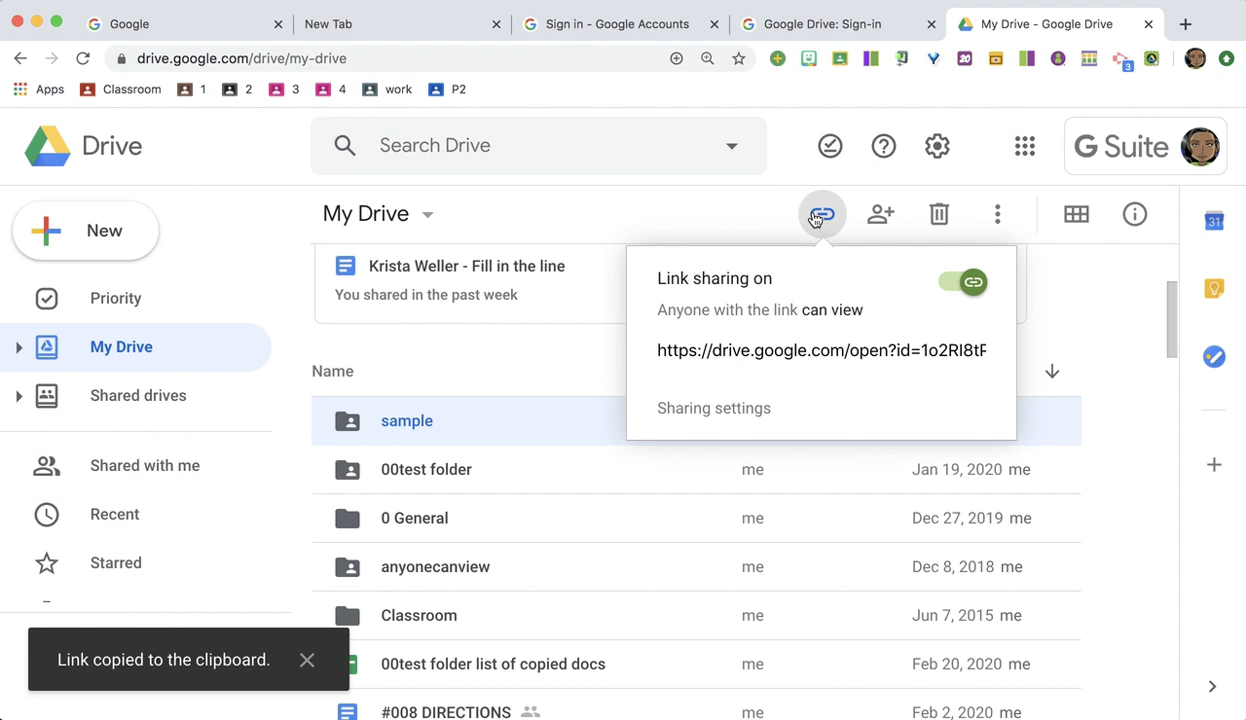 Google
New Tab
Sign in - Google Accounts
Google Drive: Sign-in
My Drive - Google Drive
drive.google.com/drive/my-drive
20
3
Apps
Classroom
1
2
3
4
work
P2
Drive
Search Drive
G Suite
New
My Drive
31
Krista Weller - Fill in the line
You shared in the past week
Link sharing on
Anyone with the link can view
https://drive.google.com/open?id=1o2RI8tF
Sharing settings
Priority
My Drive
Shared drives
Shared with me
Recent
Starred
Name
sample
00test folder me Jan 19, 2020 me
0 General me Dec 27, 2019 me
anyonecanview me Dec 8, 2018 me
Classroom me Jun 7, 2015 me
00test folder list of copied docs me Feb 20, 2020 me
#008 DIRECTIONS me Feb 2, 2020 me
Link copied to the clipboard.